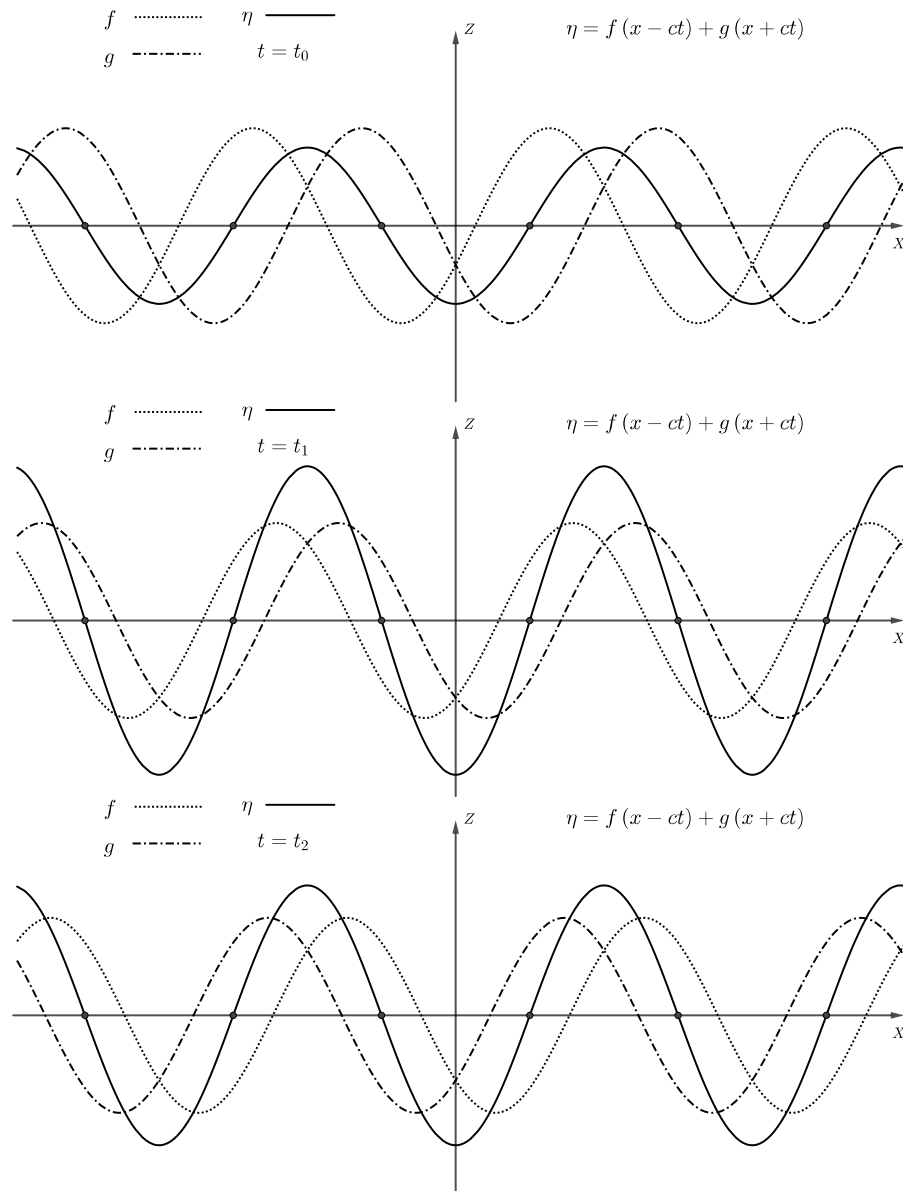 f η η = f (x − ct) + g (x + ct)
g t = t₀
Z
X
f η η = f (x − ct) + g (x + ct)
g t = t₁
Z
X
f η η = f (x − ct) + g (x + ct)
g t = t₂
Z
X